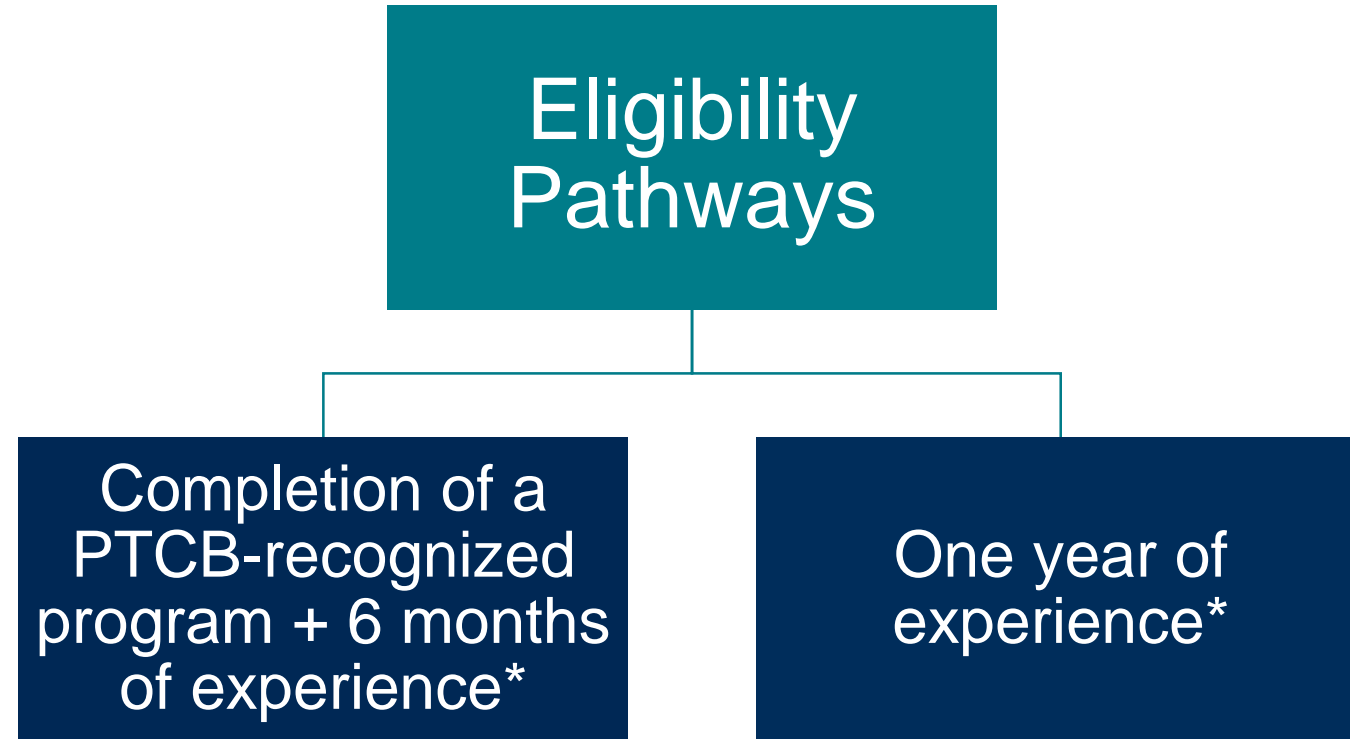 Eligibility
Pathways
Completion of a
PTCB-recognized
program + 6 months
of experience*
One year of
experience*